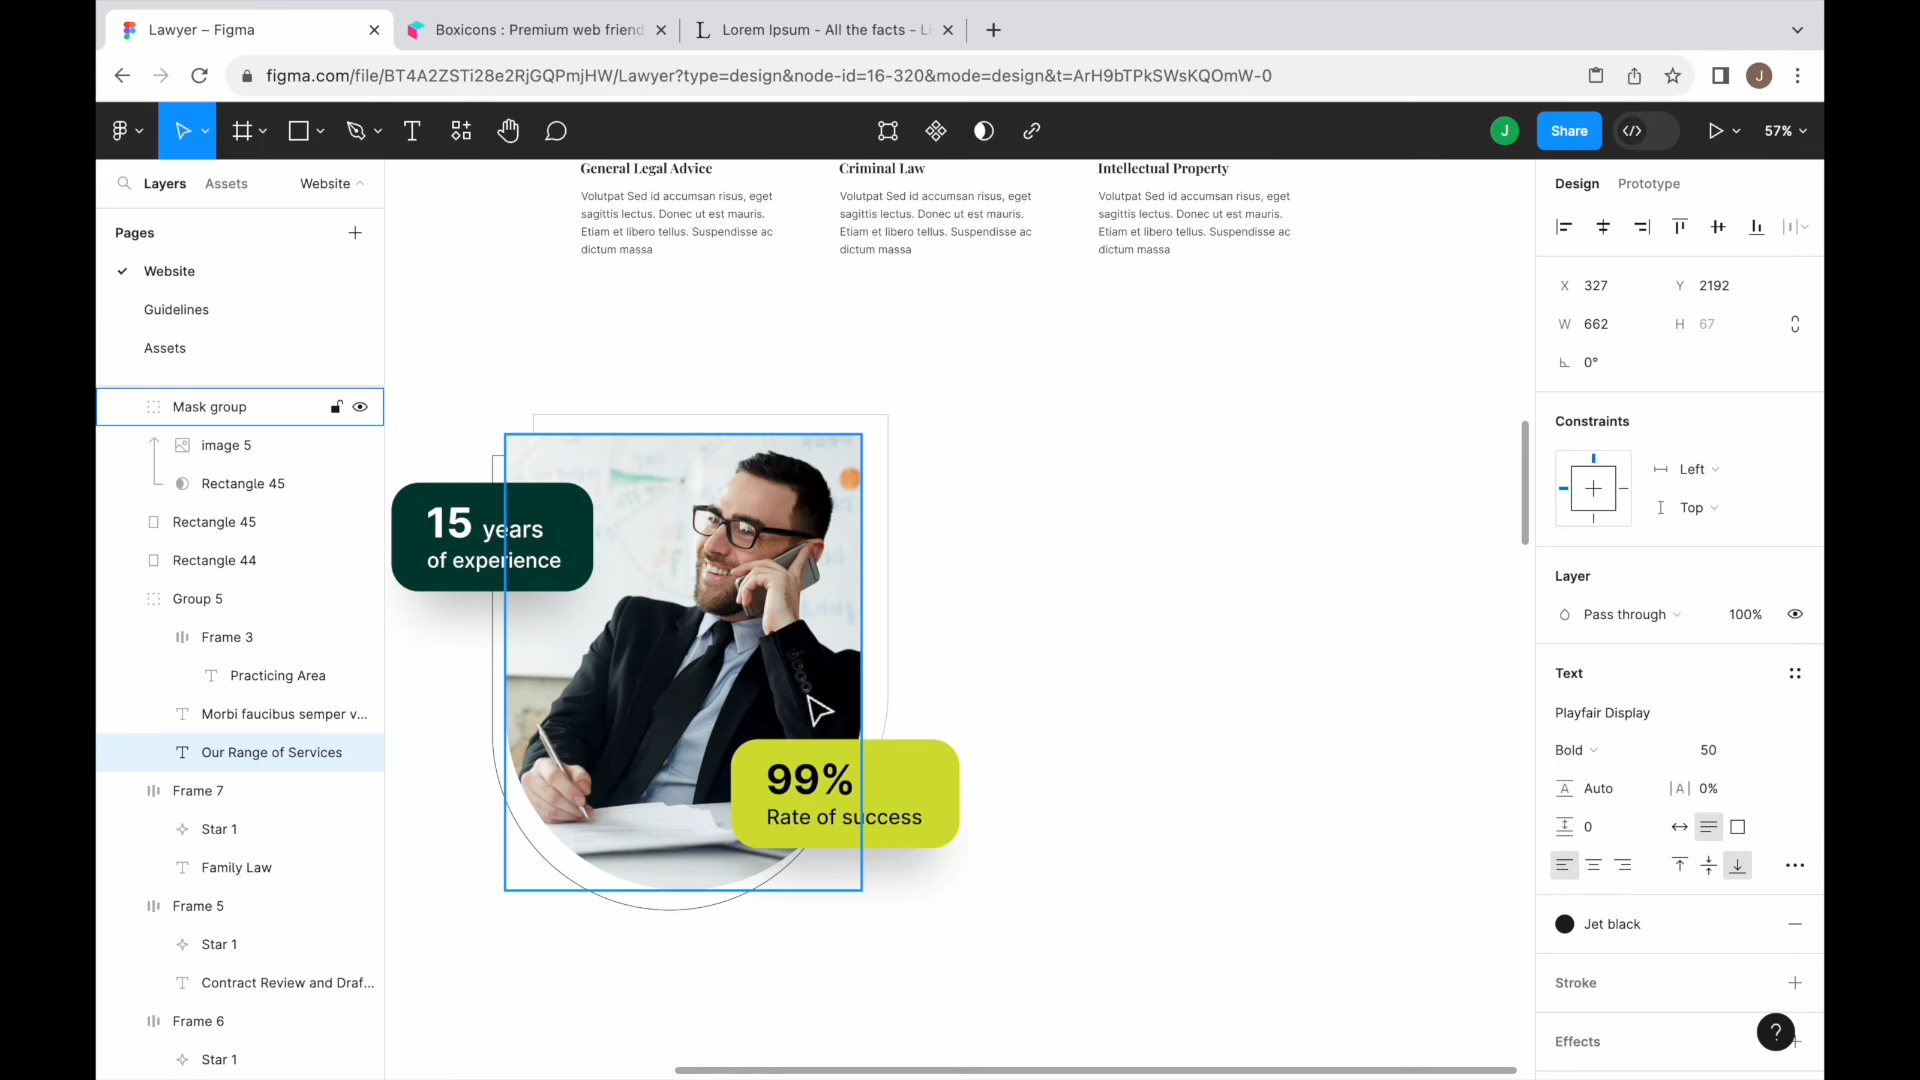 Lawyer – Figma
Boxicons : Premium web friend
Lorem Ipsum - All the facts - Li
figma.com/file/BT4A2ZSTi28e2RjGQPmjHW/Lawyer?type=design&node-id=16-320&mode=design&t=ArH9bTPkSWsKQOmW-0
J
J
Share
57%
Layers
Assets
Website
Pages
Website
Guidelines
Assets
Mask group
image 5
Rectangle 45
Rectangle 45
Rectangle 44
Group 5
Frame 3
Practicing Area
Morbi faucibus semper v...
Our Range of Services
Frame 7
Star 1
Family Law
Frame 5
Star 1
Contract Review and Draf...
Frame 6
Star 1
General Legal Advice
Volutpat Sed id accumsan risus, eget
sagittis lectus. Donec ut est mauris.
Etiam et libero tellus. Suspendisse ac
dictum massa
Criminal Law
Volutpat Sed id accumsan risus, eget
sagittis lectus. Donec ut est mauris.
Etiam et libero tellus. Suspendisse ac
dictum massa
Intellectual Property
Volutpat Sed id accumsan risus, eget
sagittis lectus. Donec ut est mauris.
Etiam et libero tellus. Suspendisse ac
dictum massa
15 years
of experience
99%
Rate of success
Design
Prototype
X 327
Y 2192
W 662
H 67
0°
Constraints
Left
Top
Layer
Pass through
100%
Text
Playfair Display
Bold
50
Auto
0%
0
Jet black
Stroke
Effects
?